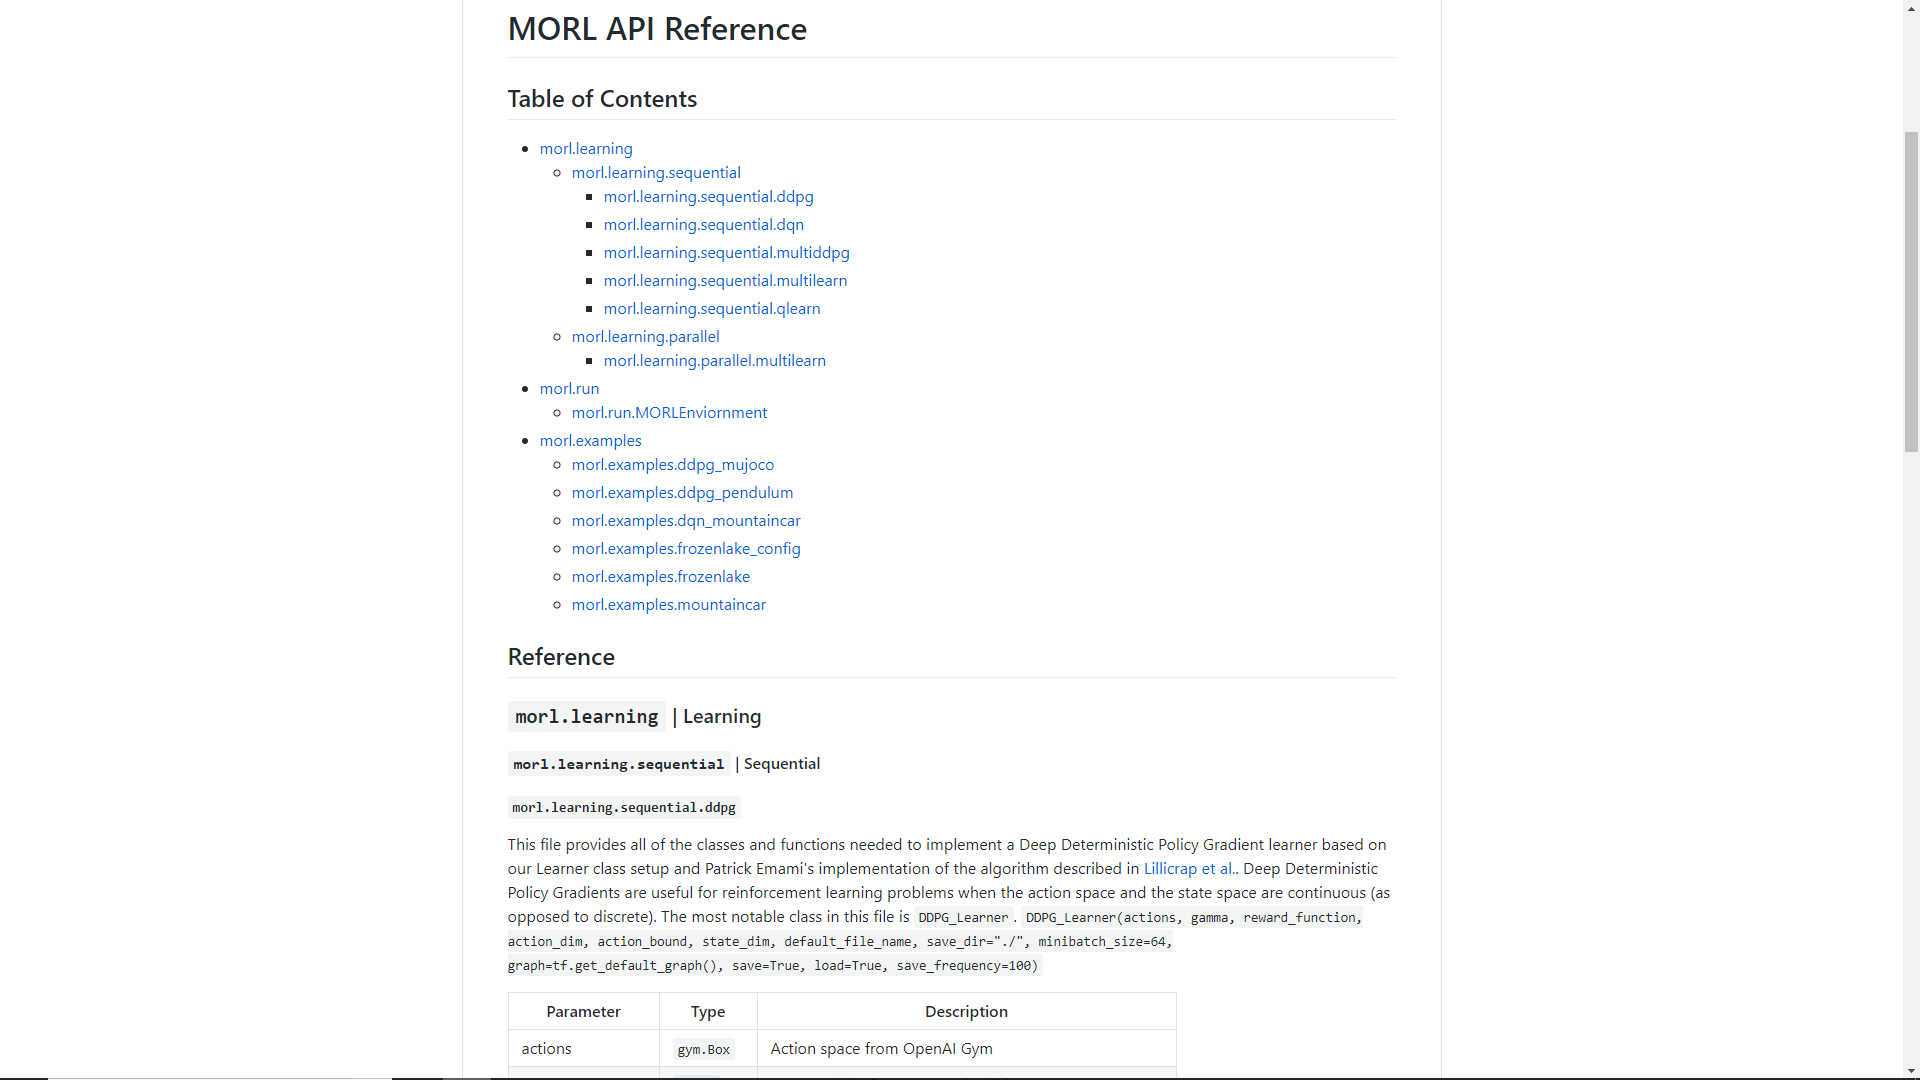 MORL API Reference
Table of Contents
morl.learning
morl.learning.sequential
morl.learning.sequential.ddpg
morl.learning.sequential.dqn
morl.learning.sequential.multiddpg
morl.learning.sequential.multilearn
morl.learning.sequential.qlearn
morl.learning.parallel
morl.learning.parallel.multilearn
morl.run
morl.run.MORLEnviornment
morl.examples
morl.examples.ddpg_mujoco
morl.examples.ddpg_pendulum
morl.examples.dqn_mountaincar
morl.examples.frozenlake_config
morl.examples.frozenlake
morl.examples.mountaincar
Reference
morl.learning | Learning
morl.learning.sequential | Sequential
morl.learning.sequential.ddpg
This file provides all of the classes and functions needed to implement a Deep Deterministic Policy Gradient learner based on
our Learner class setup and Patrick Emami's implementation of the algorithm described in Lillicrap et al.. Deep Deterministic
Policy Gradients are useful for reinforcement learning problems when the action space and the state space are continuous (as
opposed to discrete). The most notable class in this file is DDPG_Learner. DDPG_Learner(actions, gamma, reward_function,
action_dim, action_bound, state_dim, default_file_name, save_dir="./", minibatch_size=64,
graph=tf.get_default_graph(), save=True, load=True, save_frequency=100)
Parameter Type Description
actions gym.Box Action space from OpenAI Gym